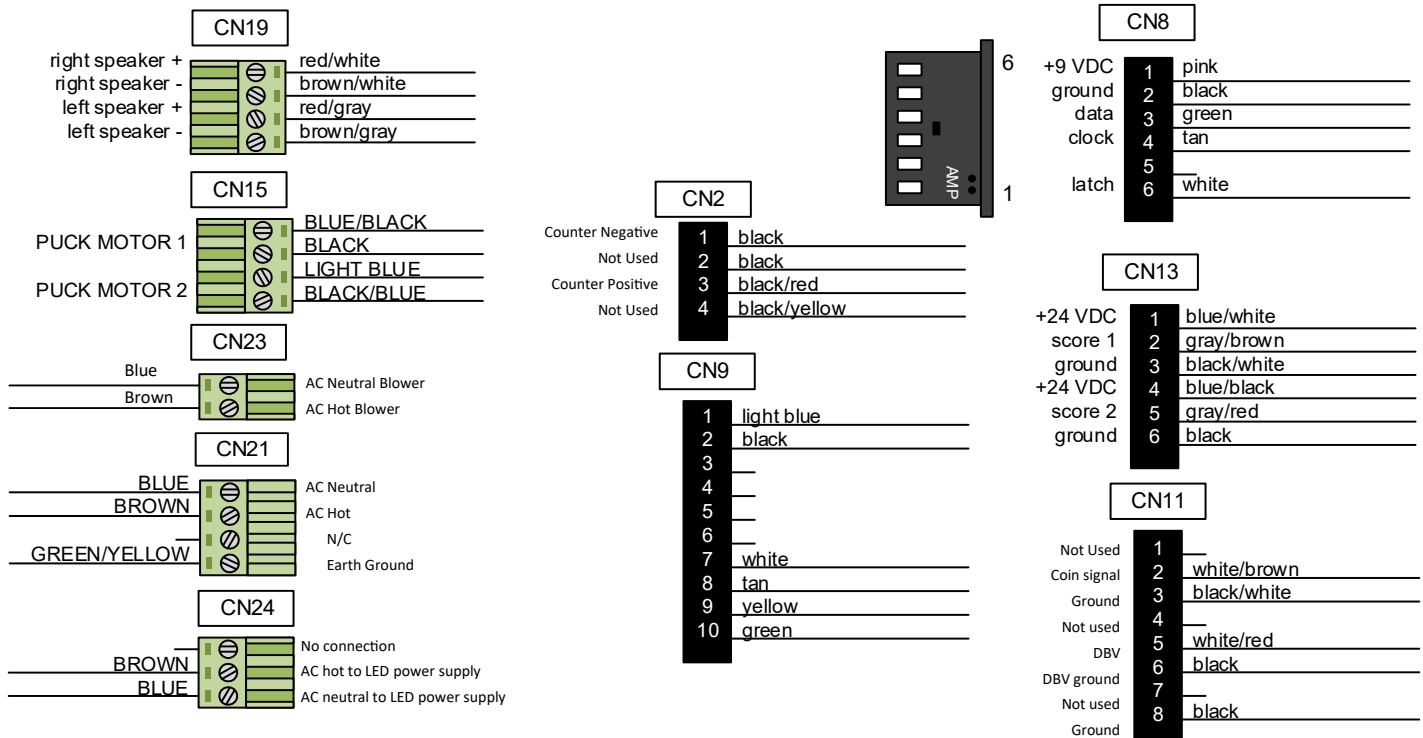 CN19
right speaker + red/white
right speaker - brown/white
left speaker + red/gray
left speaker - brown/gray
CN15
PUCK MOTOR 1 BLUE/BLACK
BLACK
PUCK MOTOR 2 LIGHT BLUE
BLACK/BLUE
CN23
Blue AC Neutral Blower
Brown AC Hot Blower
CN21
BLUE AC Neutral
BROWN AC Hot
N/C
GREEN/YELLOW Earth Ground
CN24
No connection
BROWN AC hot to LED power supply
BLUE AC neutral to LED power supply
CN2
Counter Negative 1 black
Not Used 2 black
Counter Positive 3 black/red
Not Used 4 black/yellow
CN9
1 light blue
2 black
3
4
5
6
7 white
8 tan
9 yellow
10 green
6
AMP
1
CN8
+9 VDC 1 pink
ground 2 black
data 3 green
clock 4 tan
5
latch 6 white
CN13
+24 VDC 1 blue/white
score 1 2 gray/brown
ground 3 black/white
+24 VDC 4 blue/black
score 2 5 gray/red
ground 6 black
CN11
Not Used 1
Coin signal 2 white/brown
Ground 3 black/white
Not used 4
DBV 5 white/red
DBV ground 6 black
Not used 7
Ground 8 black